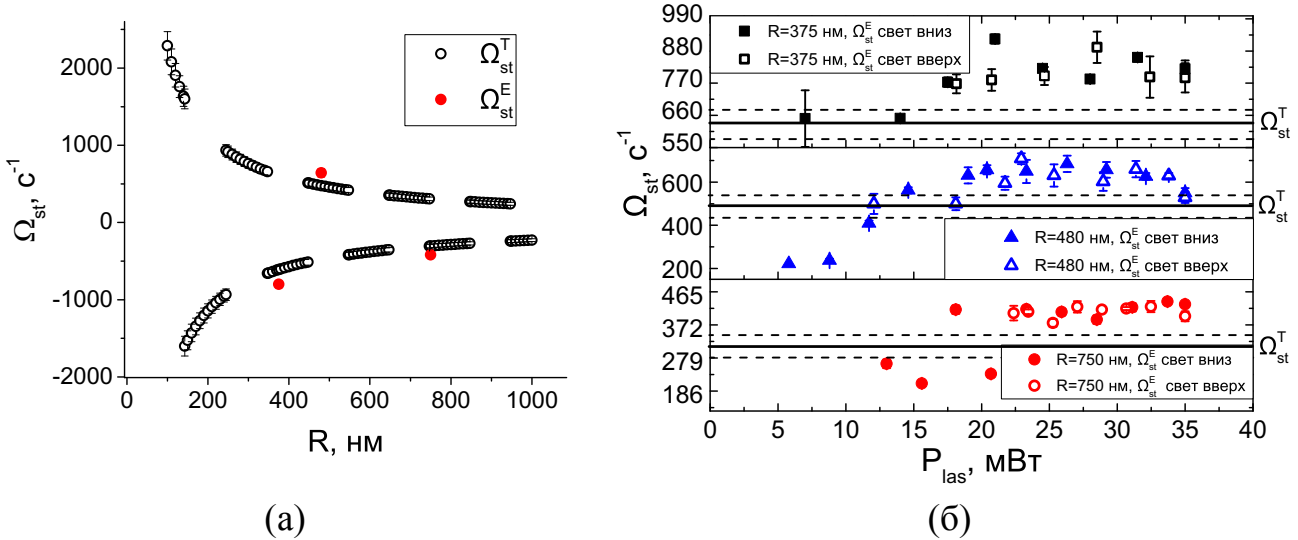 2000
1000
0
-1000
-2000
Ω_st, с⁻¹
0 200 400 600 800 1000
R, нм
Ω_st^T
Ω_st^E
(а)
990
880
770
660
550
R=375 нм, Ω_st^E свет вниз
R=375 нм, Ω_st^E свет вверх
Ω_st^T
600
400
200
R=480 нм, Ω_st^E свет вниз
R=480 нм, Ω_st^E свет вверх
Ω_st^T
465
372
279
186
R=750 нм, Ω_st^E свет вниз
R=750 нм, Ω_st^E свет вверх
Ω_st^T
Ω_st, с⁻¹
0 5 10 15 20 25 30 35 40
P_las, мВт
(б)